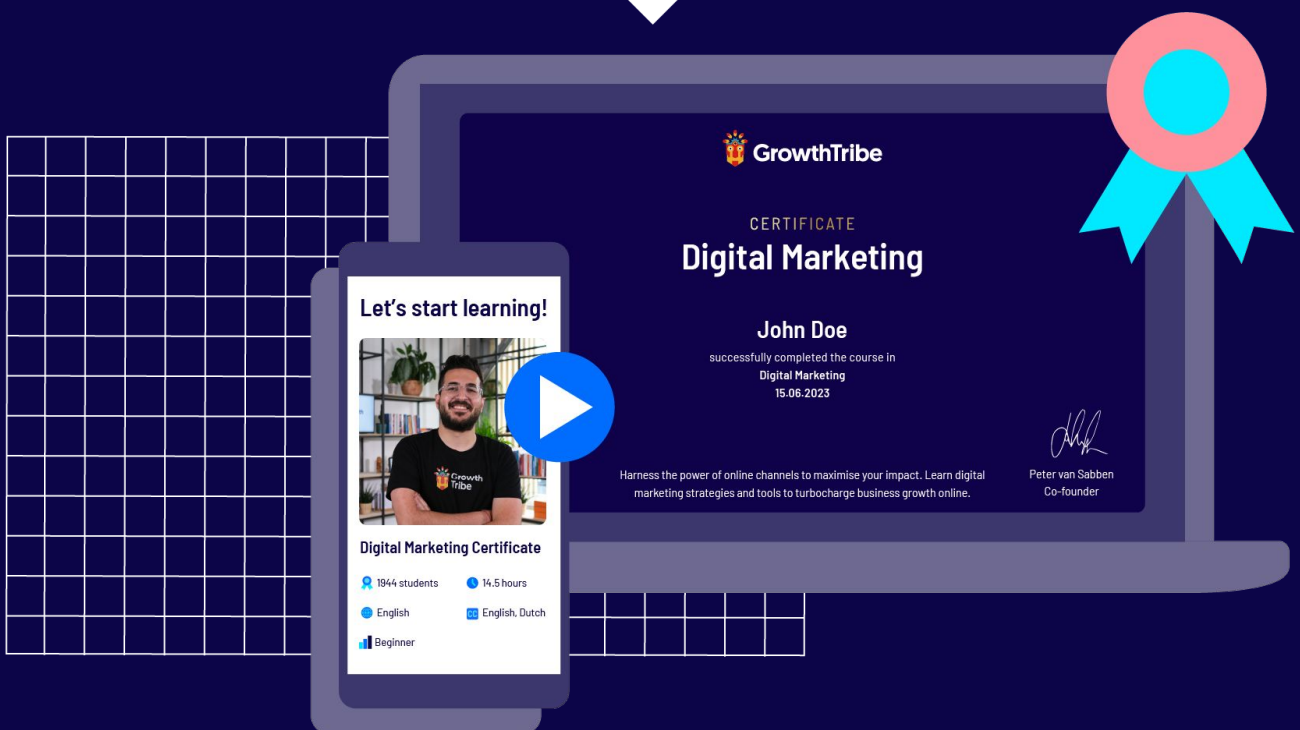 GrowthTribe
CERTIFICATE
Digital Marketing
John Doe
successfully completed the course in
Digital Marketing
15.06.2023
Harness the power of online channels to maximise your impact. Learn digital
marketing strategies and tools to turbocharge business growth online.
Peter van Sabben
Co-founder
Let's start learning!
Growth
Tribe
Digital Marketing Certificate
1944 students
14.5 hours
English
CC English, Dutch
Beginner